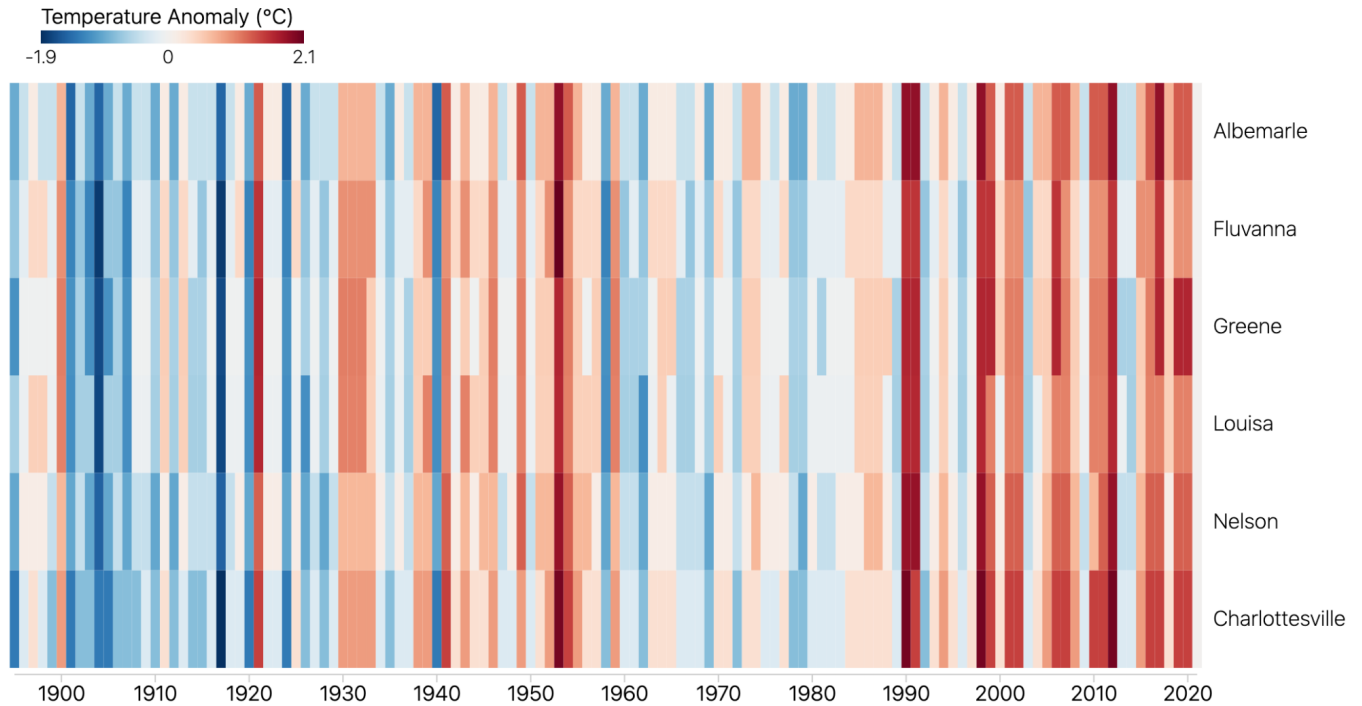 Temperature Anomaly (°C)
-1.9 0 2.1
Albemarle
Fluvanna
Greene
Louisa
Nelson
Charlottesville
1900 1910 1920 1930 1940 1950 1960 1970 1980 1990 2000 2010 2020